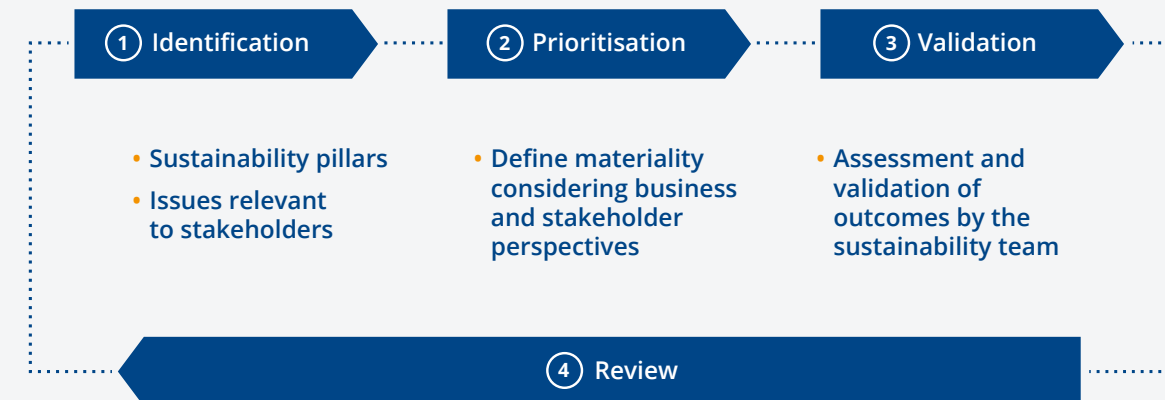 1 Identification
2 Prioritisation
3 Validation
• Sustainability pillars
• Issues relevant
to stakeholders
• Define materiality
considering business
and stakeholder
perspectives
• Assessment and
validation of
outcomes by the
sustainability team
4 Review